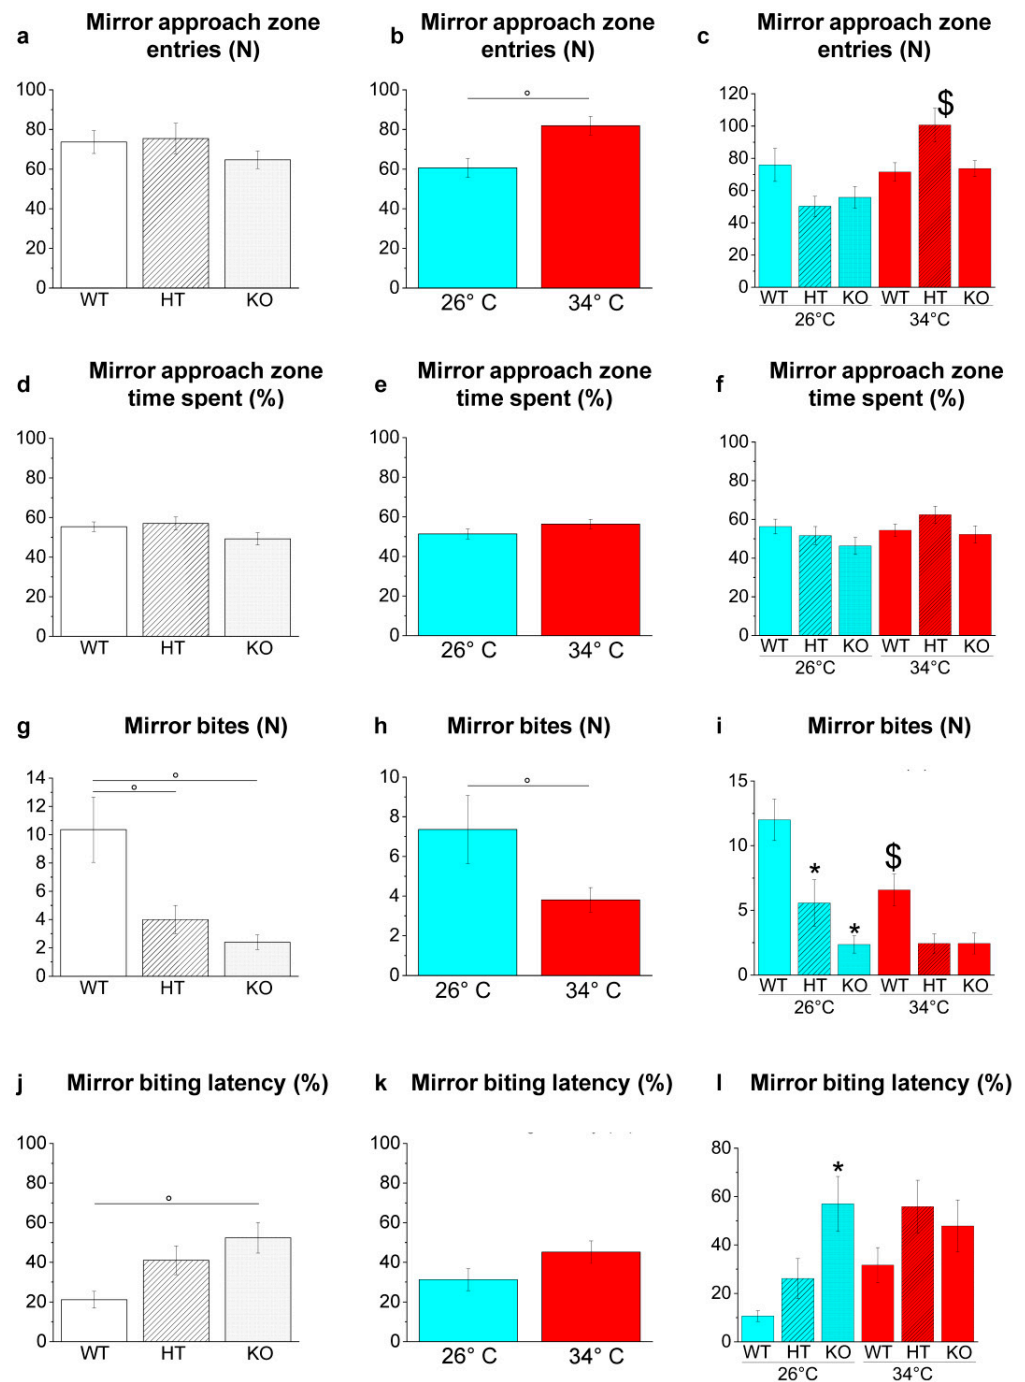 a Mirror approach zone entries (N)
b Mirror approach zone entries (N)
c Mirror approach zone entries (N)
100
80
60
40
20
0
WT HT KO
100
80
60
40
20
0
26° C 34° C
120
100
80
60
40
20
0
$
WT HT KO WT HT KO
26°C 34°C
d Mirror approach zone time spent (%)
e Mirror approach zone time spent (%)
f Mirror approach zone time spent (%)
100
80
60
40
20
0
WT HT KO
100
80
60
40
20
0
26° C 34° C
100
80
60
40
20
0
WT HT KO WT HT KO
26°C 34°C
g Mirror bites (N)
h Mirror bites (N)
i Mirror bites (N)
14
12
10
8
6
4
2
0
WT HT KO
10
8
6
4
2
0
26° C 34° C
15
10
5
0
* * $
WT HT KO WT HT KO
26°C 34°C
j Mirror biting latency (%)
k Mirror biting latency (%)
l Mirror biting latency (%)
100
80
60
40
20
0
WT HT KO
100
80
60
40
20
0
26° C 34° C
80
60
40
20
0
*
WT HT KO WT HT KO
26°C 34°C